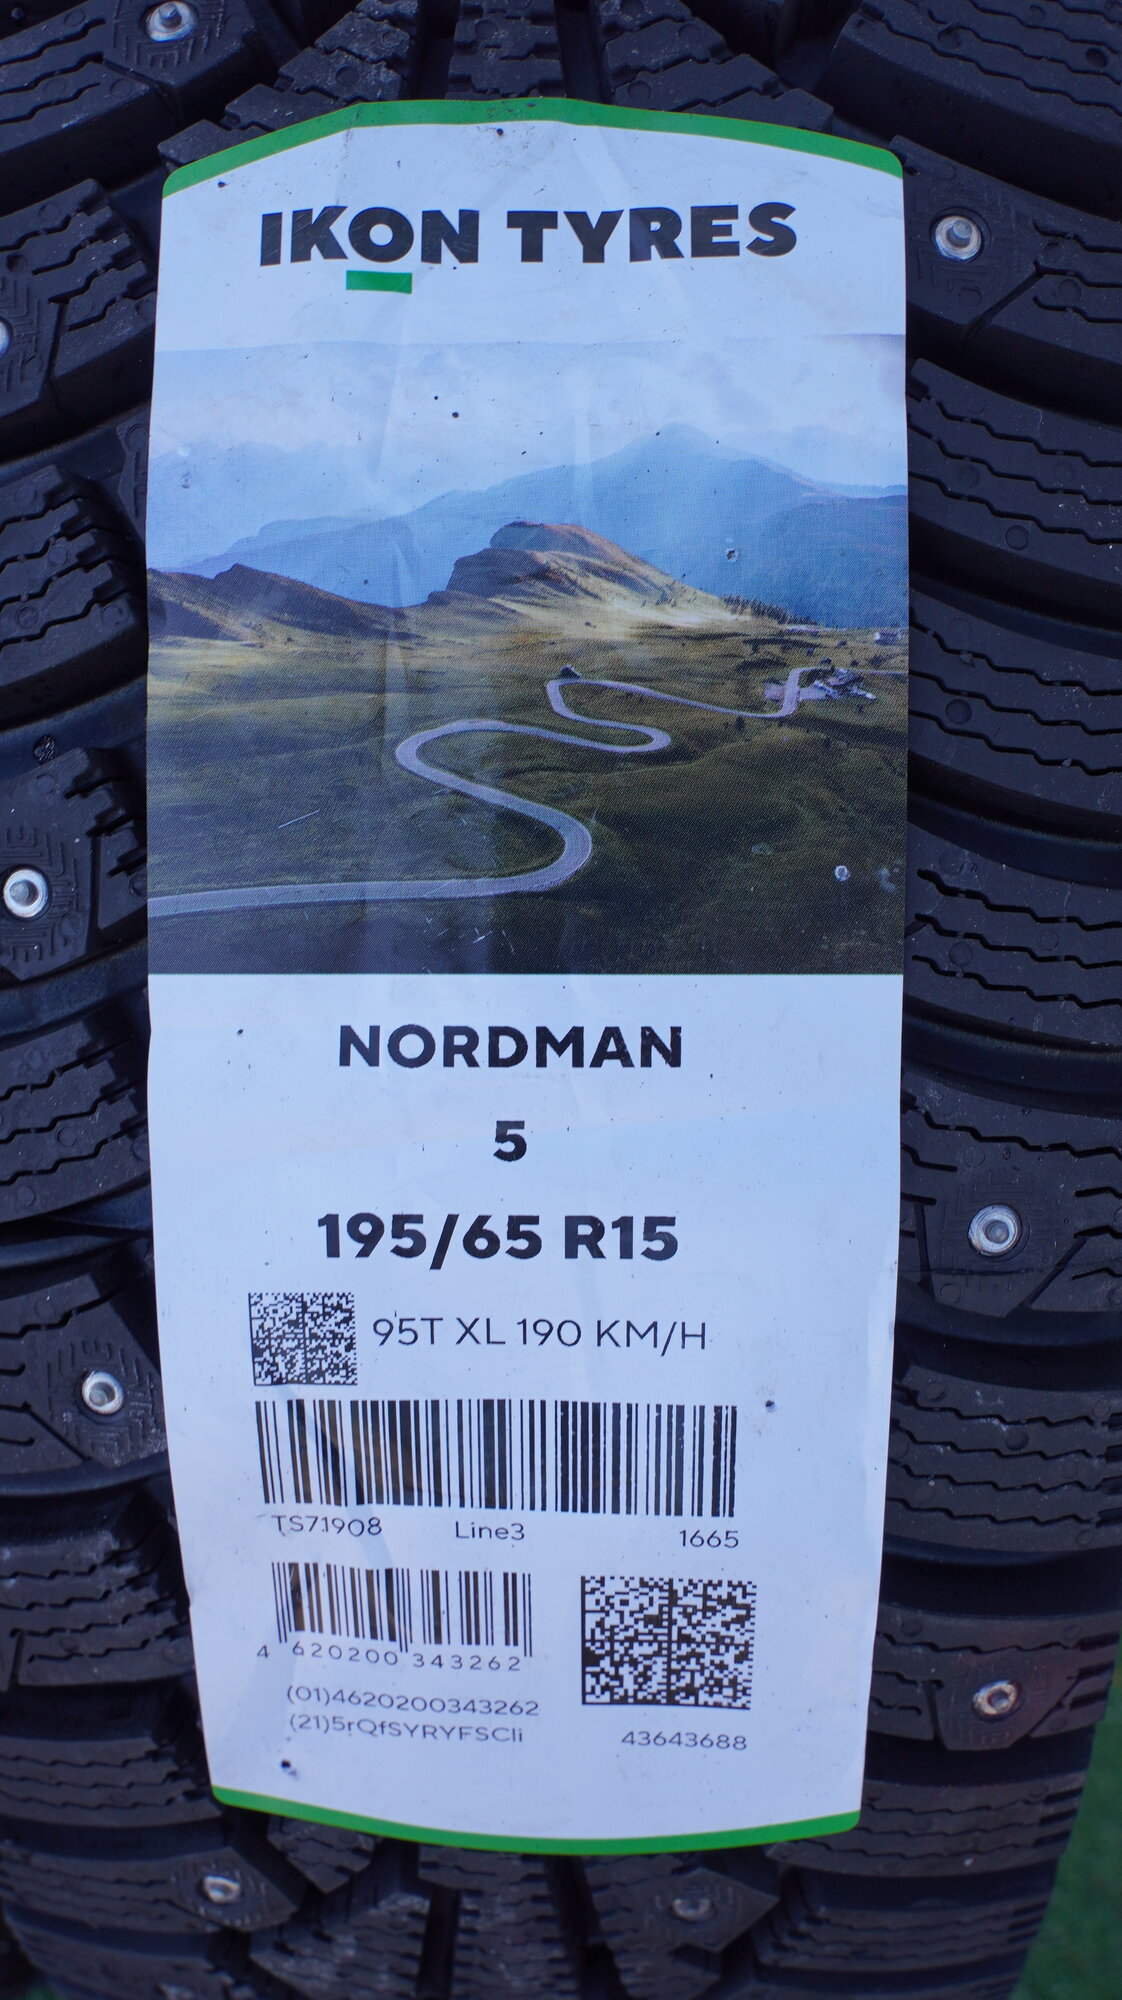 IKON TYRES
NORDMAN
5
195/65 R15
95T XL 190 KM/H
TS71908 Line3 1665
4 620200 343262
(01)4620200343262
(21)5rQfSYRYFSCli
43643688